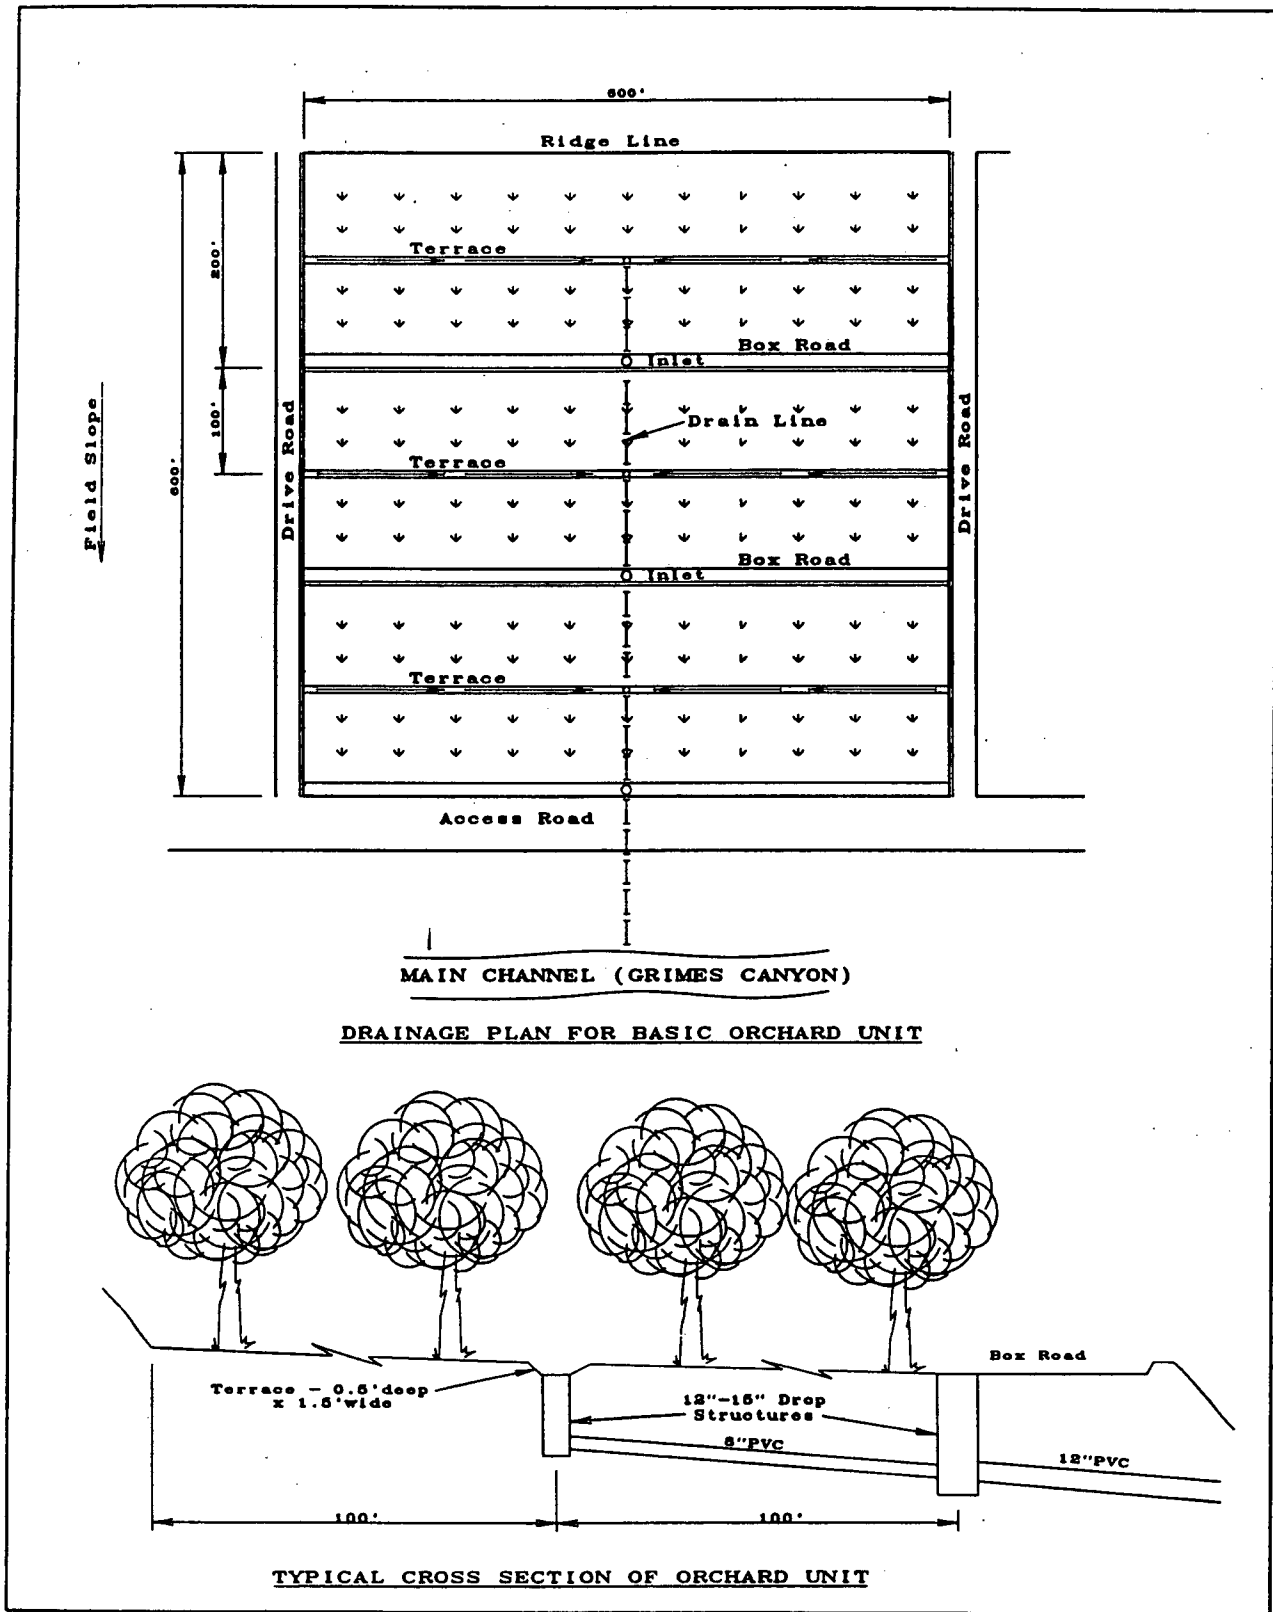 600'
Ridge Line
Terrace
200'
Box Road
Inlet
100'
Drain Line
Terrace
600'
Field Slope
Drive Road
Drive Road
Box Road
Inlet
Terrace
Access Road
MAIN CHANNEL (GRIMES CANYON)
DRAINAGE PLAN FOR BASIC ORCHARD UNIT
Box Road
Terrace - 0.5'deep
x 1.5'wide
12"-15" Drop
Structures
8"PVC
12"PVC
100'
100'
TYPICAL CROSS SECTION OF ORCHARD UNIT